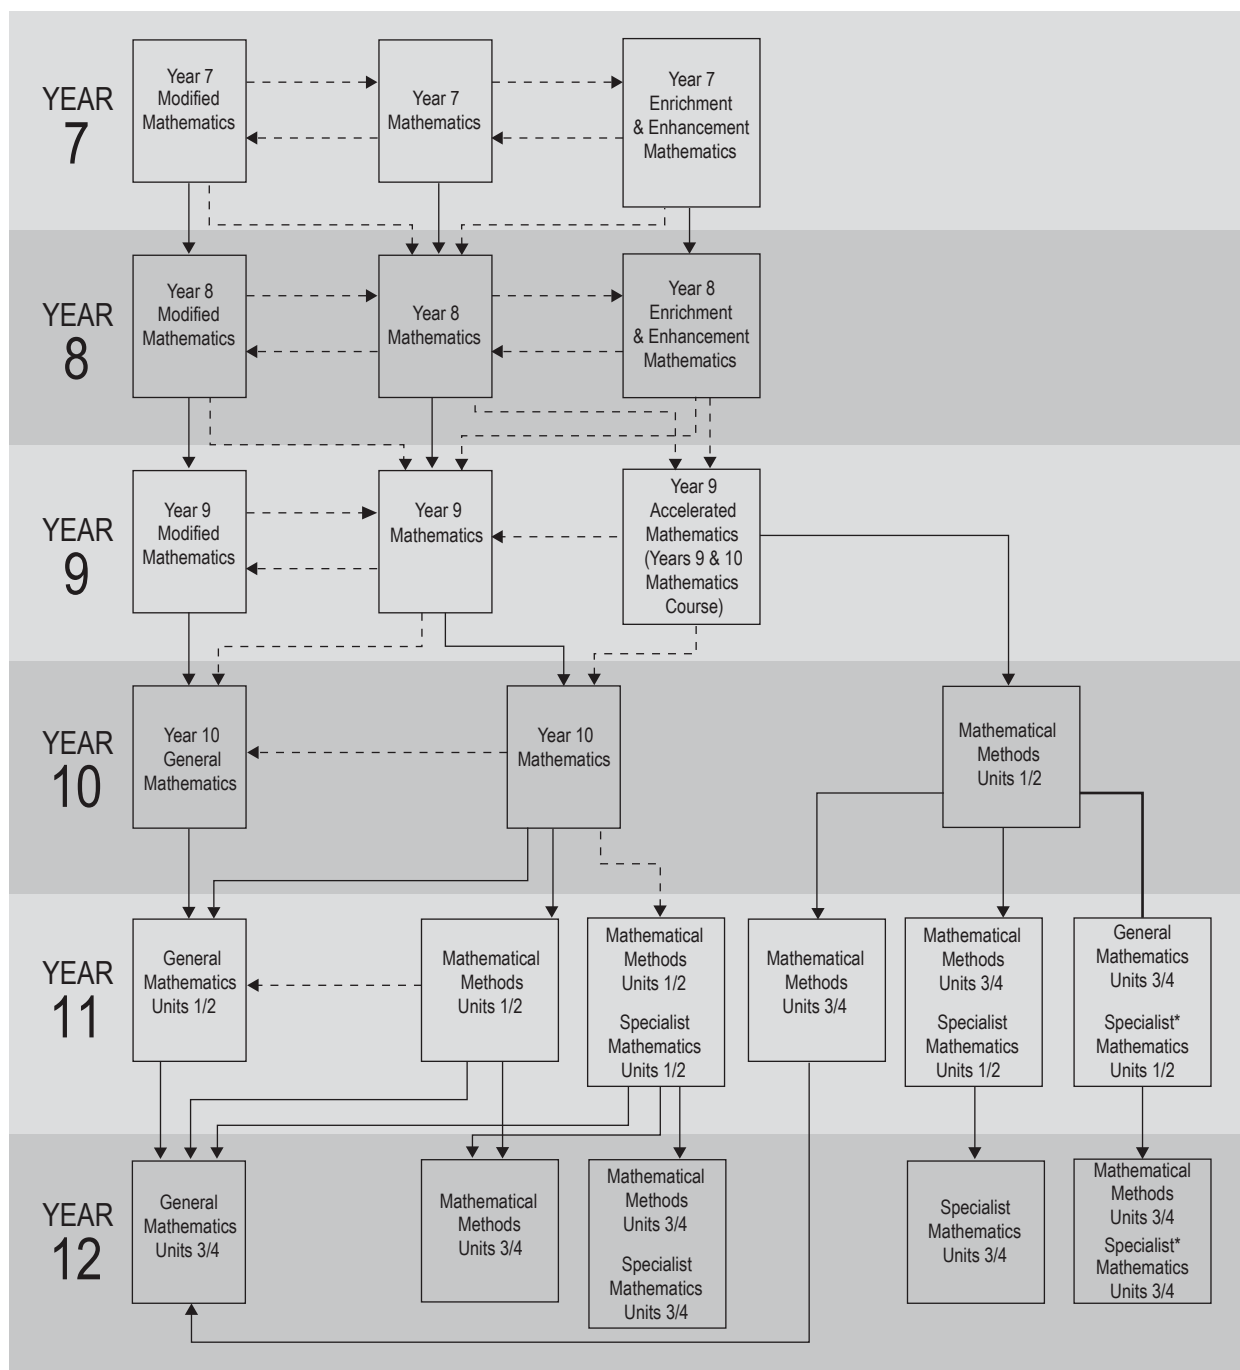 YEAR
7
Year 7
Modified
Mathematics
Year 7
Mathematics
Year 7
Enrichment
& Enhancement
Mathematics
YEAR
8
Year 8
Modified
Mathematics
Year 8
Mathematics
Year 8
Enrichment
& Enhancement
Mathematics
YEAR
9
Year 9
Modified
Mathematics
Year 9
Mathematics
Year 9
Accelerated
Mathematics
(Years 9 & 10
Mathematics
Course)
YEAR
10
Year 10
General
Mathematics
Year 10
Mathematics
Mathematical
Methods
Units 1/2
YEAR
11
General
Mathematics
Units 1/2
Mathematical
Methods
Units 1/2
Mathematical
Methods
Units 1/2
Specialist
Mathematics
Units 1/2
Mathematical
Methods
Units 3/4
Mathematical
Methods
Units 3/4
Specialist
Mathematics
Units 1/2
General
Mathematics
Units 3/4
Specialist*
Mathematics
Units 1/2
YEAR
12
General
Mathematics
Units 3/4
Mathematical
Methods
Units 3/4
Mathematical
Methods
Units 3/4
Specialist
Mathematics
Units 3/4
Specialist
Mathematics
Units 3/4
Mathematical
Methods
Units 3/4
Specialist*
Mathematics
Units 3/4